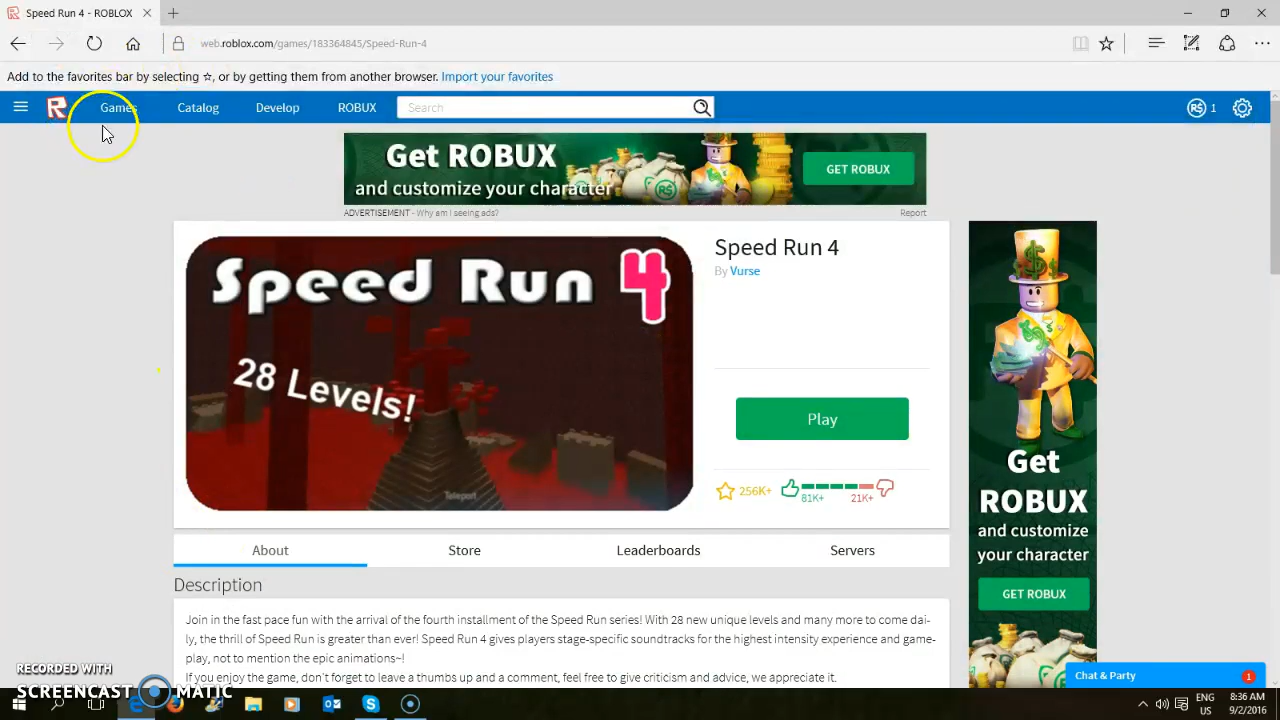 Speed Run 4 - ROBLOX
web.roblox.com/games/183364845/Speed-Run-4
Add to the favorites bar by selecting ☆, or by getting them from another browser. Import your favorites
Games Catalog Develop ROBUX Search R$ 1
Get ROBUX
and customize your character
GET ROBUX
ADVERTISEMENT - Why am I seeing ads? Report
Speed Run 4
28 Levels!
Teleport
Speed Run 4
By Vurse
Play
256K+ 81K+ 21K+
Get
ROBUX
and customize
your character
GET ROBUX
About Store Leaderboards Servers
Description
Join in the fast pace fun with the arrival of the fourth installment of the Speed Run series! With 28 new unique levels and many more to come dai-
ly, the thrill of Speed Run is greater than ever! Speed Run 4 gives players stage-specific soundtracks for the highest intensity experience and game-
play, not to mention the epic animations~!
If you enjoy the game, don't forget to leave a thumbs up and a comment, feel free to give criticism and advice, we appreciate it.
Chat & Party 1
RECORDED WITH
SCREENCAST MATIC
ENG
US
8:36 AM
9/2/2016